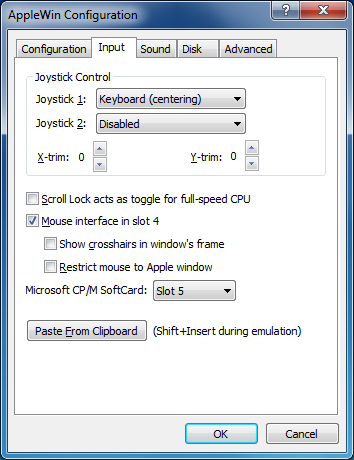 AppleWin Configuration
Configuration Input Sound Disk Advanced
Joystick Control
Joystick 1: Keyboard (centering)
Joystick 2: Disabled
X-trim: 0 Y-trim: 0
Scroll Lock acts as toggle for full-speed CPU
Mouse interface in slot 4
Show crosshairs in window's frame
Restrict mouse to Apple window
Microsoft CP/M SoftCard: Slot 5
Paste From Clipboard (Shift+Insert during emulation)
OK Cancel